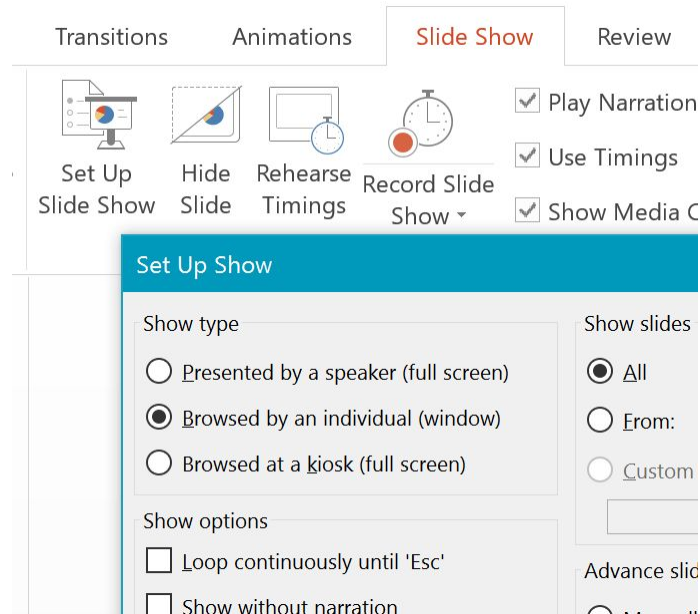 Transitions Animations Slide Show Review
Set Up
Slide Show
Hide
Slide
Rehearse
Timings
Record Slide
Show
Play Narration
Use Timings
Show Media
Set Up Show
Show type
Presented by a speaker (full screen)
Browsed by an individual (window)
Browsed at a kiosk (full screen)
Show slides
All
From:
Custom
Show options
Loop continuously until 'Esc'
Show without narration
Advance slid